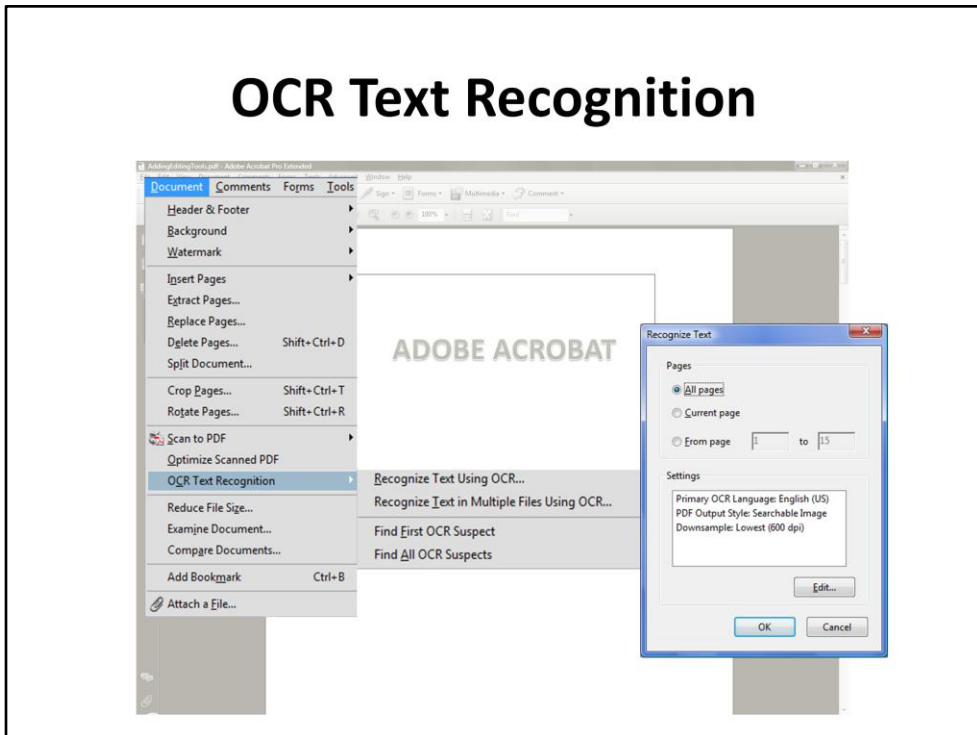 OCR Text Recognition
AddingEditingTools.pdf - Adobe Acrobat Pro Extended
Window Help
Document Comments Forms Tools
Sign Forms Multimedia Comment
100% Find
Header & Footer
Background
Watermark
Insert Pages
Extract Pages...
Replace Pages...
Delete Pages... Shift+Ctrl+D
Split Document...
Crop Pages... Shift+Ctrl+T
Rotate Pages... Shift+Ctrl+R
Scan to PDF
Optimize Scanned PDF
OCR Text Recognition
Reduce File Size...
Examine Document...
Compare Documents...
Add Bookmark Ctrl+B
Attach a File...
Recognize Text Using OCR...
Recognize Text in Multiple Files Using OCR...
Find First OCR Suspect
Find All OCR Suspects
ADOBE ACROBAT
Recognize Text
Pages
All pages
Current page
From page 1 to 15
Settings
Primary OCR Language: English (US)
PDF Output Style: Searchable Image
Downsample: Lowest (600 dpi)
Edit...
OK Cancel